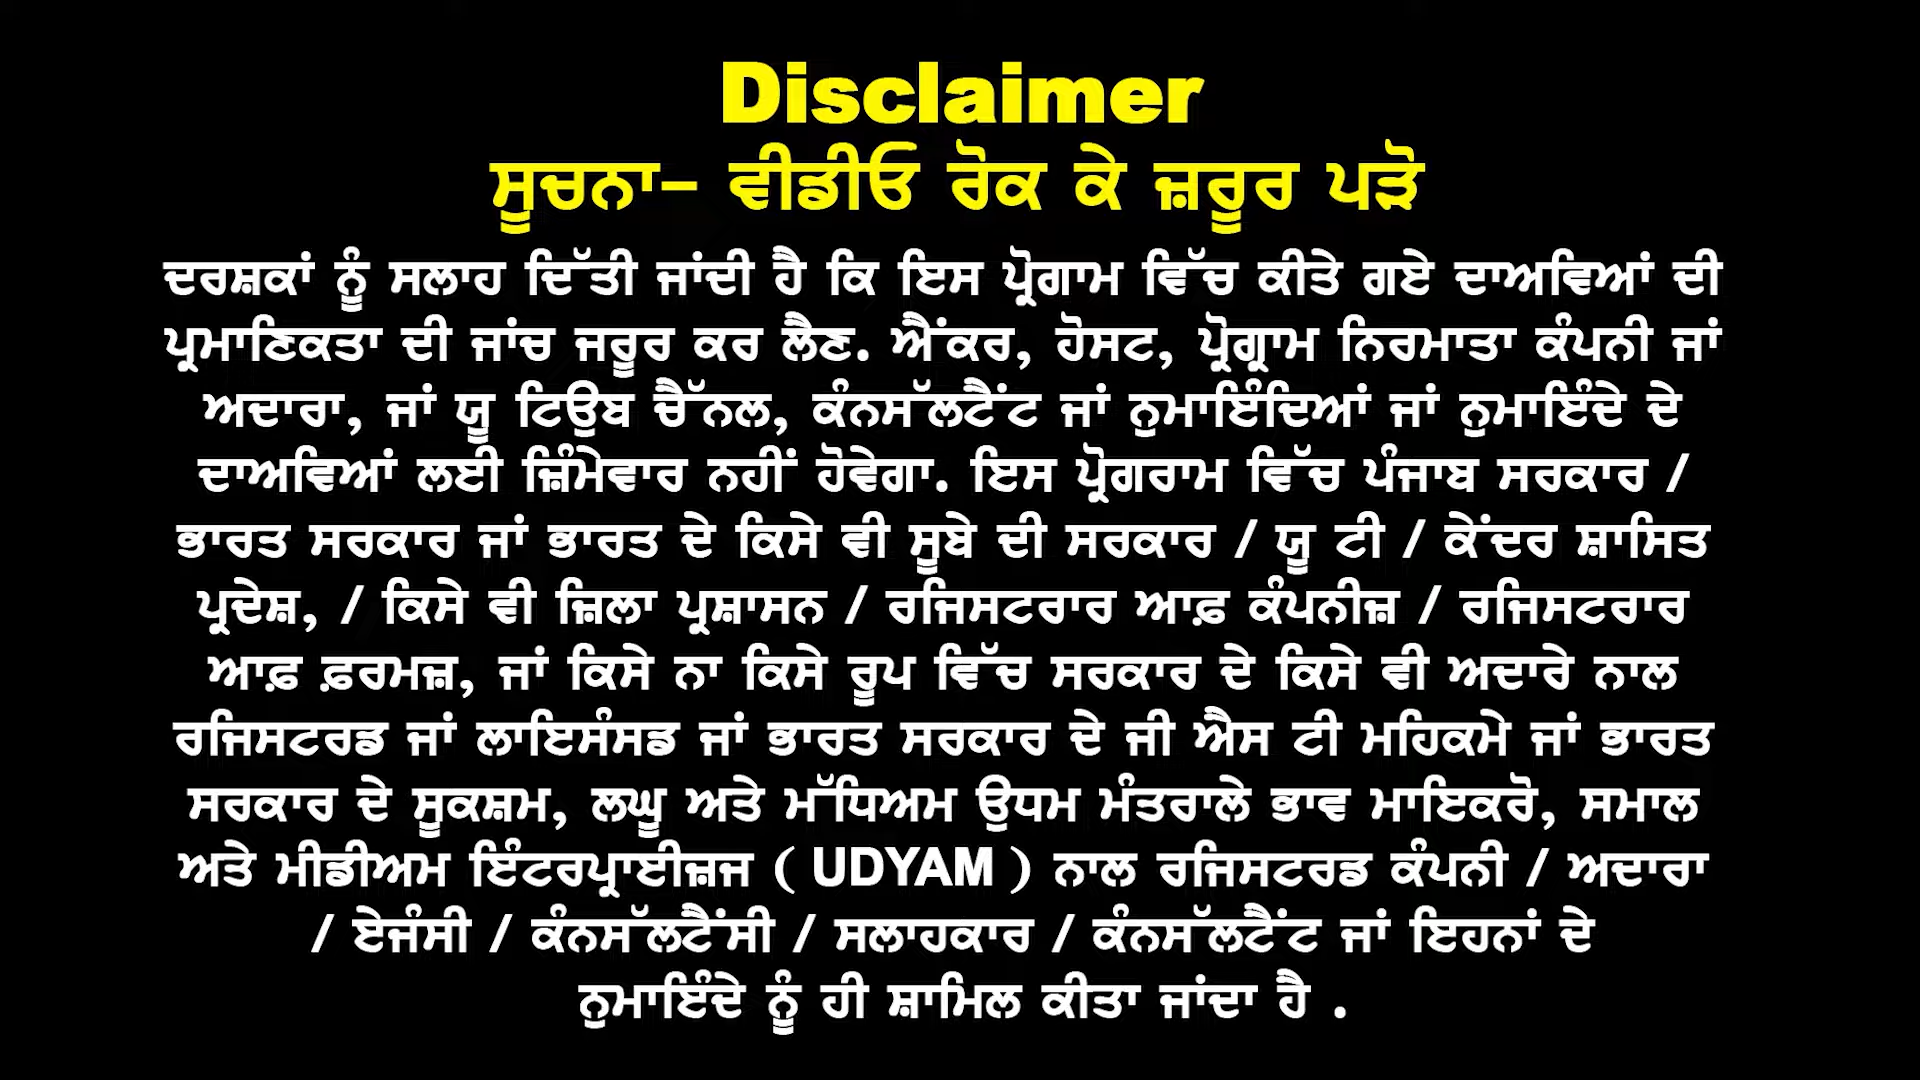 Disclaimer
ਸੂਚਨਾ- ਵੀਡੀਓ ਰੋਕ ਕੇ ਜ਼ਰੂਰ ਪੜੋ
ਦਰਸ਼ਕਾਂ ਨੂੰ ਸਲਾਹ ਦਿੱਤੀ ਜਾਂਦੀ ਹੈ ਕਿ ਇਸ ਪ੍ਰੋਗਾਮ ਵਿੱਚ ਕੀਤੇ ਗਏ ਦਾਅਵਿਆਂ ਦੀ
ਪ੍ਰਮਾਣਿਕਤਾ ਦੀ ਜਾਂਚ ਜਰੂਰ ਕਰ ਲੈਣ. ਐਂਕਰ, ਹੋਸਟ, ਪ੍ਰੋਗ੍ਰਾਮ ਨਿਰਮਾਤਾ ਕੰਪਨੀ ਜਾਂ
ਅਦਾਰਾ, ਜਾਂ ਯੂ ਟਿਊਬ ਚੈੱਨਲ, ਕੰਨਸੱਲਟੈਂਟ ਜਾਂ ਨੁਮਾਇੰਦਿਆਂ ਜਾਂ ਨੁਮਾਇੰਦੇ ਦੇ
ਦਾਅਵਿਆਂ ਲਈ ਜ਼ਿੰਮੇਵਾਰ ਨਹੀਂ ਹੋਵੇਗਾ. ਇਸ ਪ੍ਰੋਗਰਾਮ ਵਿੱਚ ਪੰਜਾਬ ਸਰਕਾਰ /
ਭਾਰਤ ਸਰਕਾਰ ਜਾਂ ਭਾਰਤ ਦੇ ਕਿਸੇ ਵੀ ਸੂਬੇ ਦੀ ਸਰਕਾਰ / ਯੂ ਟੀ / ਕੇਂਦਰ ਸ਼ਾਸਿਤ
ਪ੍ਰਦੇਸ਼, / ਕਿਸੇ ਵੀ ਜ਼ਿਲਾ ਪ੍ਰਸ਼ਾਸਨ / ਰਜਿਸਟਰਾਰ ਆਫ਼ ਕੰਪਨੀਜ਼ / ਰਜਿਸਟਰਾਰ
ਆਫ਼ ਫ਼ਰਮਜ਼, ਜਾਂ ਕਿਸੇ ਨਾ ਕਿਸੇ ਰੂਪ ਵਿੱਚ ਸਰਕਾਰ ਦੇ ਕਿਸੇ ਵੀ ਅਦਾਰੇ ਨਾਲ
ਰਜਿਸਟਰਡ ਜਾਂ ਲਾਇਸੰਸਡ ਜਾਂ ਭਾਰਤ ਸਰਕਾਰ ਦੇ ਜੀ ਐਸ ਟੀ ਮਹਿਕਮੇ ਜਾਂ ਭਾਰਤ
ਸਰਕਾਰ ਦੇ ਸੂਕਸ਼ਮ, ਲਘੂ ਅਤੇ ਮੱਧਿਅਮ ਉਧਮ ਮੰਤਰਾਲੇ ਭਾਵ ਮਾਇਕਰੋ, ਸਮਾਲ
ਅਤੇ ਮੀਡੀਅਮ ਇੰਟਰਪ੍ਰਾਈਜ਼ਜ ( UDYAM ) ਨਾਲ ਰਜਿਸਟਰਡ ਕੰਪਨੀ / ਅਦਾਰਾ
/ ਏਜੰਸੀ / ਕੰਨਸੱਲਟੈਂਸੀ / ਸਲਾਹਕਾਰ / ਕੰਨਸੱਲਟੈਂਟ ਜਾਂ ਇਹਨਾਂ ਦੇ
ਨੁਮਾਇੰਦੇ ਨੂੰ ਹੀ ਸ਼ਾਮਿਲ ਕੀਤਾ ਜਾਂਦਾ ਹੈ .